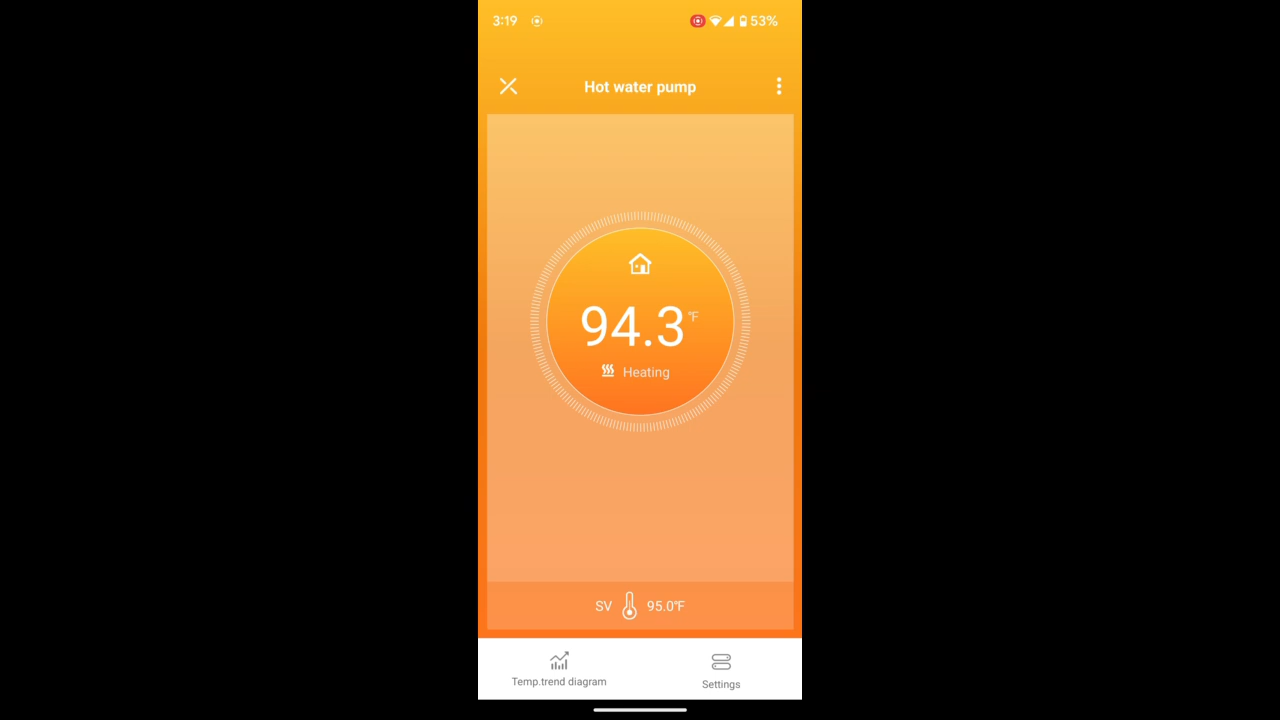 3:19
53%
Hot water pump
94.3 °F
Heating
SV 95.0°F
Temp.trend diagram
Settings